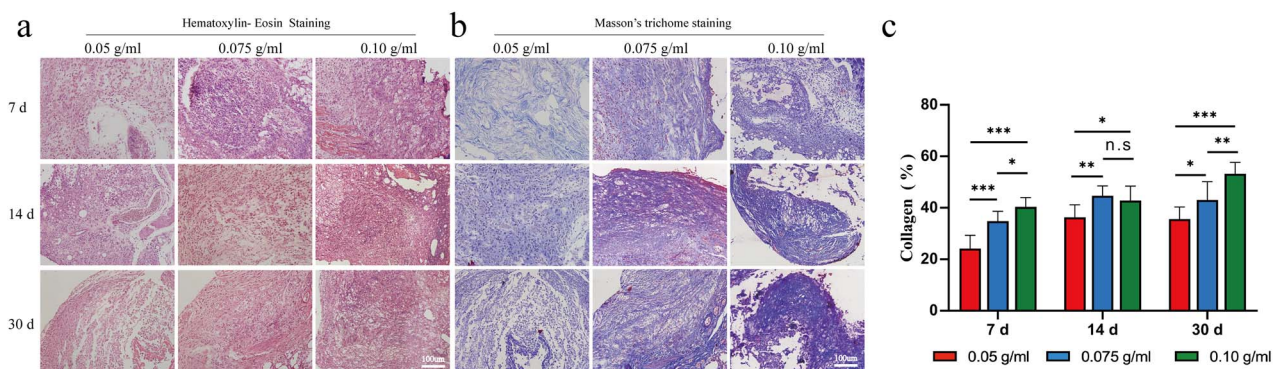 a
Hematoxylin- Eosin Staining
0.05 g/ml 0.075 g/ml 0.10 g/ml
7 d
14 d
30 d
100um
b
Masson's trichome staining
0.05 g/ml 0.075 g/ml 0.10 g/ml
100um
c
Collagen ( %)
80
60
40
20
0
*** *** *
* ** n.s
*** * **
7 d 14 d 30 d
0.05 g/ml 0.075 g/ml 0.10 g/ml